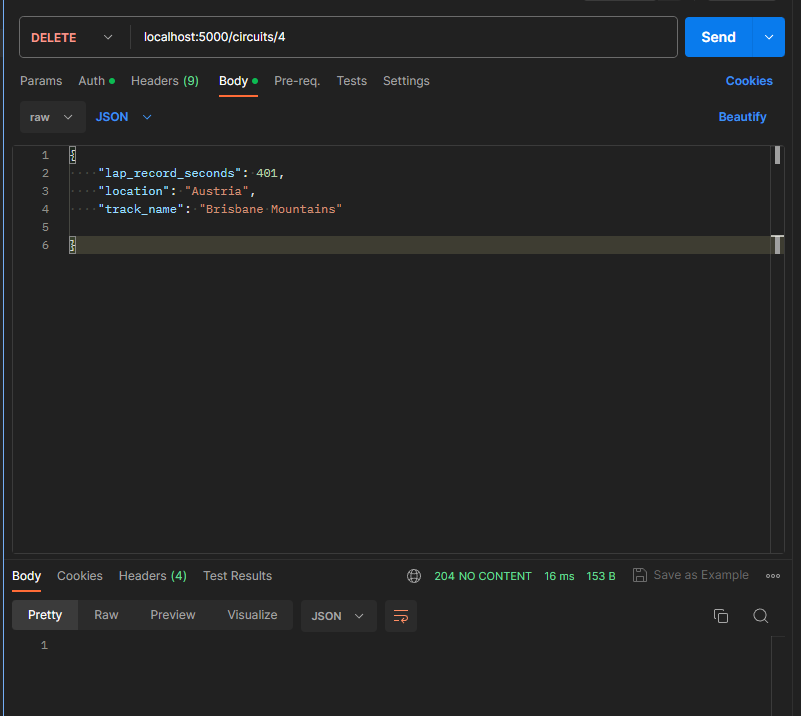 DELETE localhost:5000/circuits/4 Send
Params Auth Headers (9) Body Pre-req. Tests Settings Cookies
raw JSON Beautify
1 {
2 "lap_record_seconds": 401,
3 "location": "Austria",
4 "track_name": "Brisbane Mountains"
5
6 }
Body Cookies Headers (4) Test Results 204 NO CONTENT 16 ms 153 B Save as Example
Pretty Raw Preview Visualize JSON
1